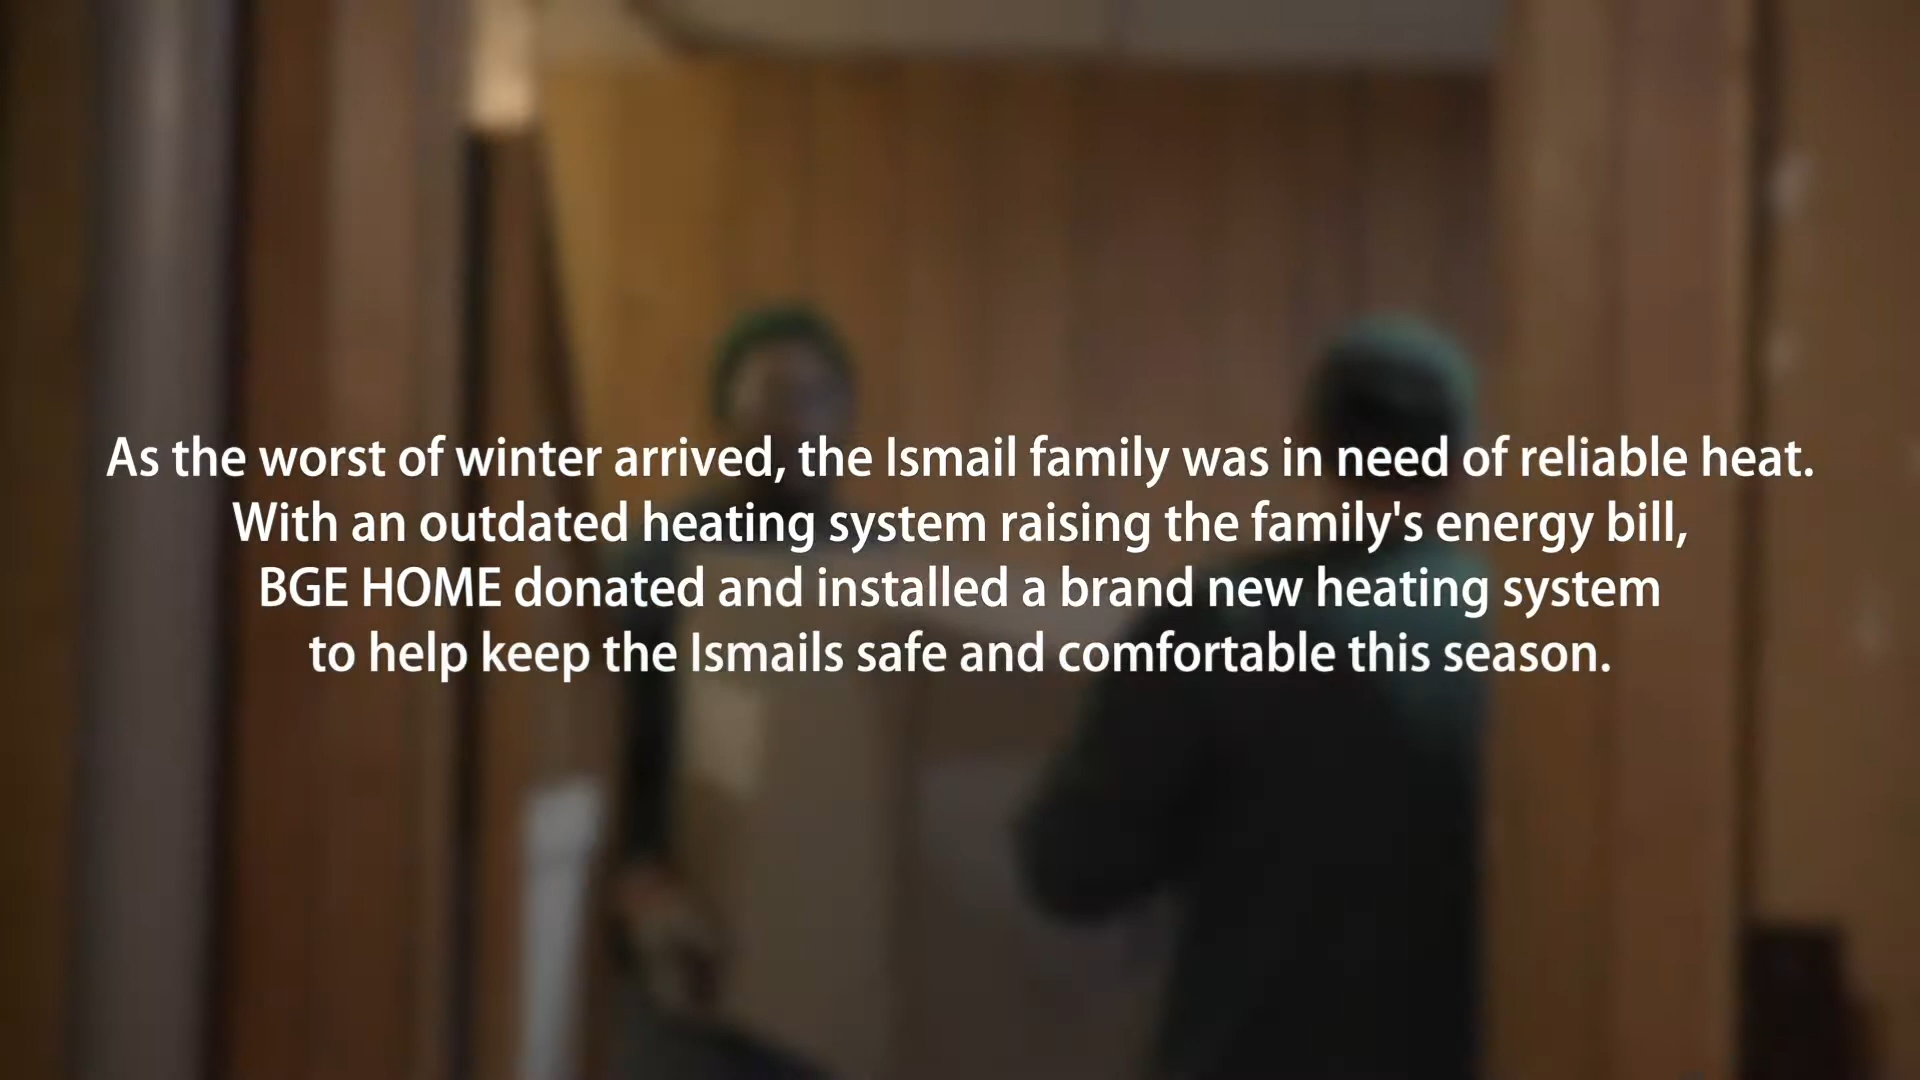 As the worst of winter arrived, the Ismail family was in need of reliable heat.
With an outdated heating system raising the family's energy bill,
BGE HOME donated and installed a brand new heating system
to help keep the Ismails safe and comfortable this season.